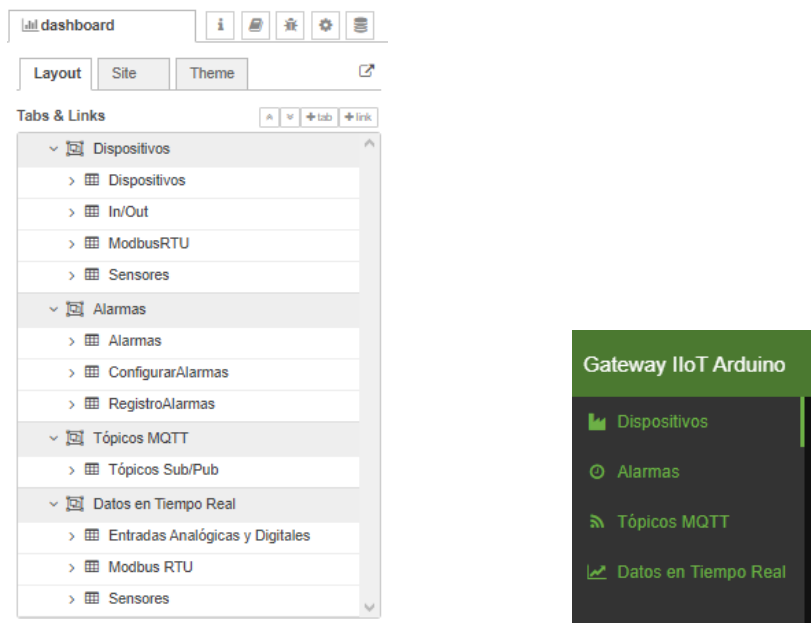 dashboard
Layout Site Theme
Tabs & Links
tab link
Dispositivos
Dispositivos
In/Out
ModbusRTU
Sensores
Alarmas
Alarmas
ConfigurarAlarmas
RegistroAlarmas
Tópicos MQTT
Tópicos Sub/Pub
Datos en Tiempo Real
Entradas Analógicas y Digitales
Modbus RTU
Sensores
Gateway IIoT Arduino
Dispositivos
Alarmas
Tópicos MQTT
Datos en Tiempo Real